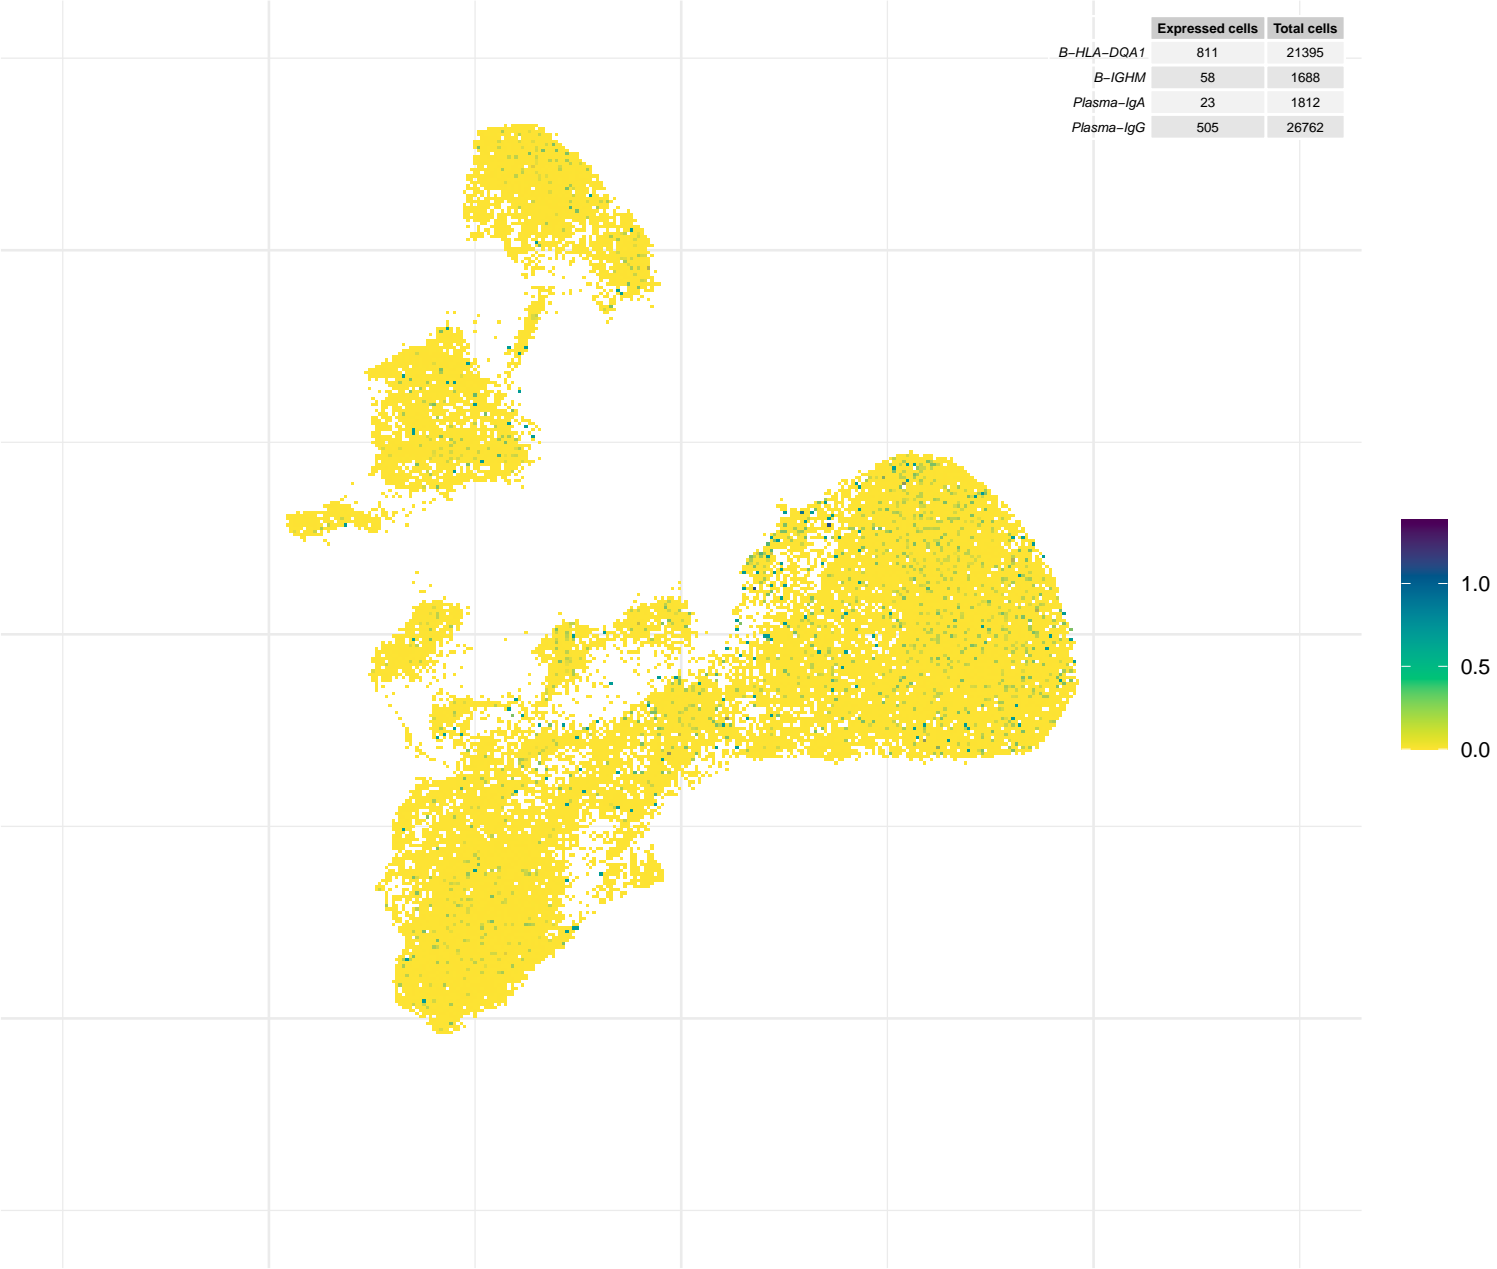 Expressed cells Total cells
B-HLA-DQA1 811 21395
B-IGHM 58 1688
Plasma-IgA 23 1812
Plasma-IgG 505 26762
1.0
0.5
0.0